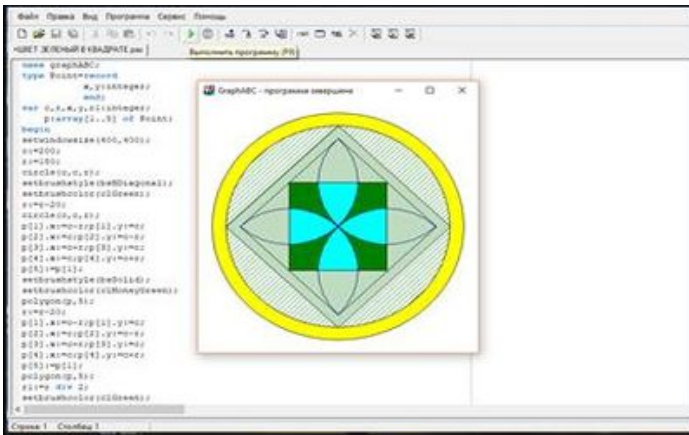 Файл Правка Вид Программа Сервис Помощь
•ЦВЕТ ЗЕЛЕНЫЙ В КВАДРАТЕ.pas
Выполнить программу (F9)
GraphABC - программа завершена
uses graphABC;
type Point=record
x,y:integer;
end;
var c,r,x,y,r1:integer;
p:array[1..5] of Point;
begin
setwindowsize(400,400);
c:=200;
r:=180;
circle(c,c,r);
setbrushstyle(bsBDiagonal);
setbrushcolor(clGreen);
r:=r-20;
circle(c,c,r);
p[1].x:=c-r;p[1].y:=c;
p[2].x:=c;p[2].y:=c-r;
p[3].x:=c+r;p[3].y:=c;
p[4].x:=c;p[4].y:=c+r;
p[5]:=p[1];
setbrushstyle(bsSolid);
setbrushcolor(clMoneyGreen);
polygon(p,5);
r:=r-20;
p[1].x:=c-r;p[1].y:=c;
p[2].x:=c;p[2].y:=c-r;
p[3].x:=c+r;p[3].y:=c;
p[4].x:=c;p[4].y:=c+r;
p[5]:=p[1];
polygon(p,5);
r1:=r div 2;
setbrushcolor(clGreen);
Строка 1 Столбец 1